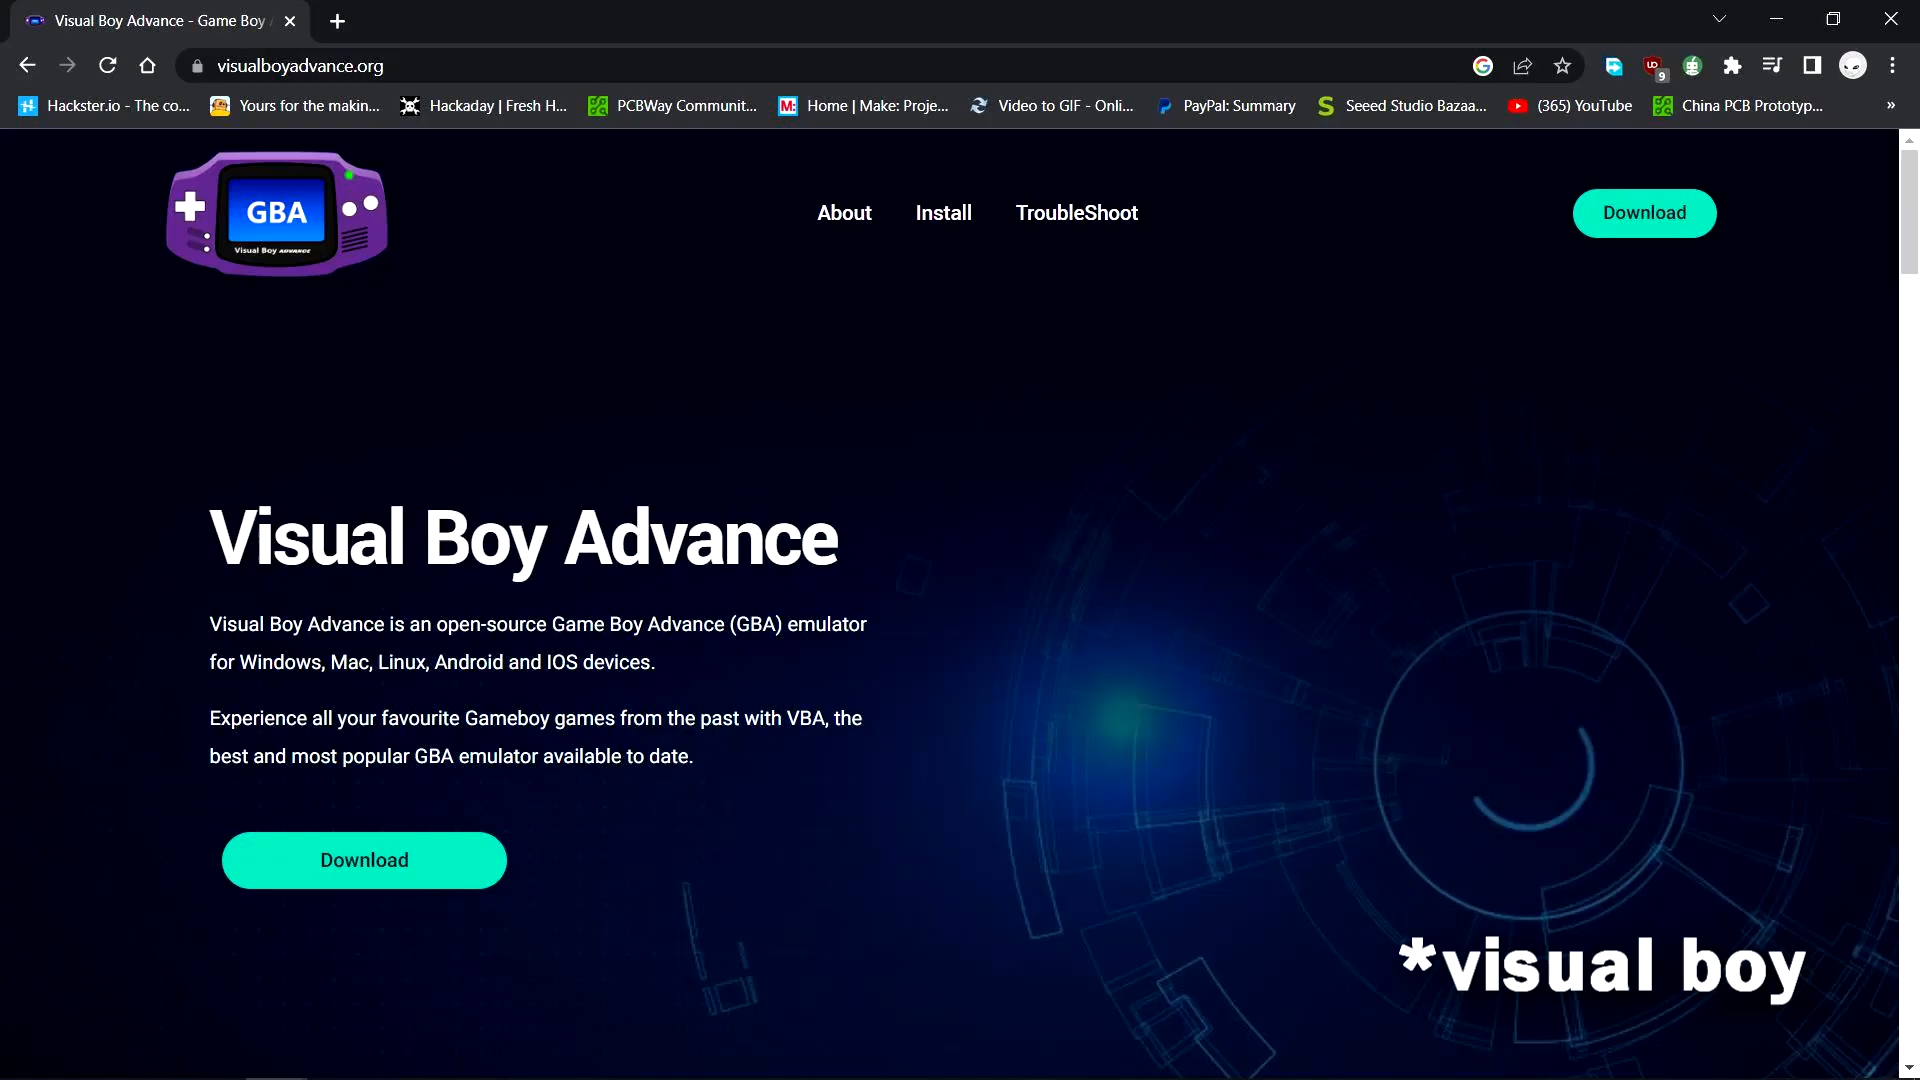 Visual Boy Advance - Game Boy
visualboyadvance.org
9
Hackster.io - The co...
Yours for the makin...
Hackaday | Fresh H...
PCBWay Communit...
M: Home | Make: Proje...
Video to GIF - Onli...
PayPal: Summary
S Seeed Studio Bazaa...
(365) YouTube
China PCB Prototyp...
»
GBA
Visual Boy ADVANCE
About
Install
TroubleShoot
Download
Visual Boy Advance
Visual Boy Advance is an open-source Game Boy Advance (GBA) emulator
for Windows, Mac, Linux, Android and IOS devices.
Experience all your favourite Gameboy games from the past with VBA, the
best and most popular GBA emulator available to date.
Download
*visual boy